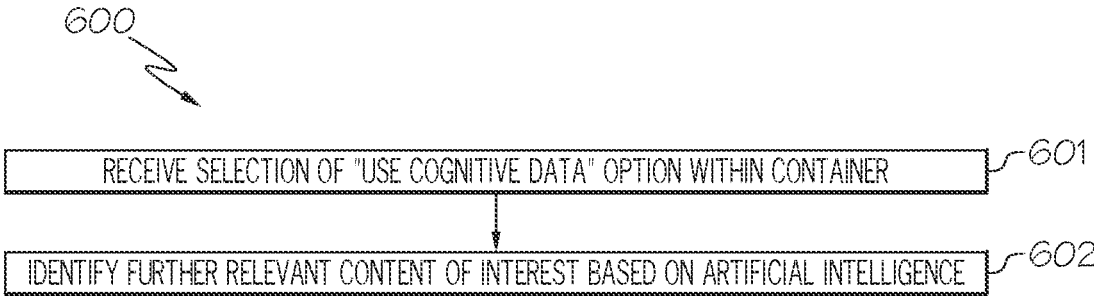 600
RECEIVE SELECTION OF "USE COGNITIVE DATA" OPTION WITHIN CONTAINER
601
IDENTIFY FURTHER RELEVANT CONTENT OF INTEREST BASED ON ARTIFICIAL INTELLIGENCE
602